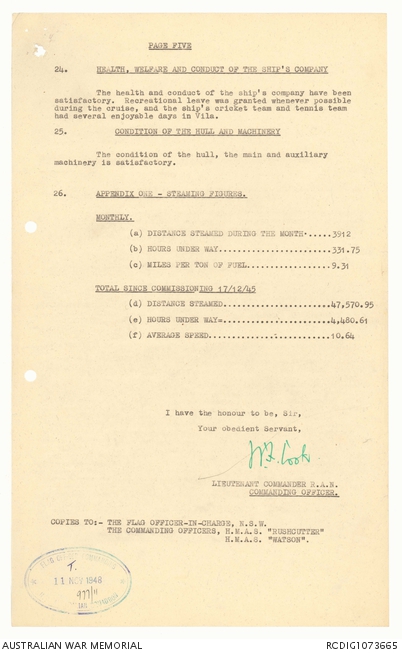 PAGE FIVE
24. HEALTH, WELFARE AND CONDUCT OF THE SHIP'S COMPANY
The health and conduct of the ship's company have been
satisfactory. Recreational leave was granted whenever possible
during the cruise, and the ship's cricket team and tennis team
had several enjoyable days in Vila.
25. CONDITION OF THE HULL AND MACHINERY
The condition of the hull, the main and auxiliary
machinery is satisfactory.
26. APPENDIX ONE - STEAMING FIGURES.
MONTHLY.
(a) DISTANCE STEAMED DURING THE MONTH......3912
(b) HOURS UNDER WAY......................331.75
(c) MILES PER TON OF FUEL................9.31
TOTAL SINCE COMMISSIONING 17/12/45
(d) DISTANCE STEAMED.....................47,570.95
(e) HOURS UNDER WAY......................4,480.61
(f) AVERAGE SPEED........................10.64
I have the honour to be, Sir,
Your obedient Servant,
LIEUTENANT COMMANDER R.A.N.
COMMANDING OFFICER.
COPIES TO:- THE FLAG OFFICER-IN-CHARGE, N.S.W.
THE COMMANDING OFFICERS, H.M.A.S. "RUSHCUTTER"
H.M.A.S. "WATSON".
11 NOV 1948
AUSTRALIAN WAR MEMORIAL
RCDIG1073665